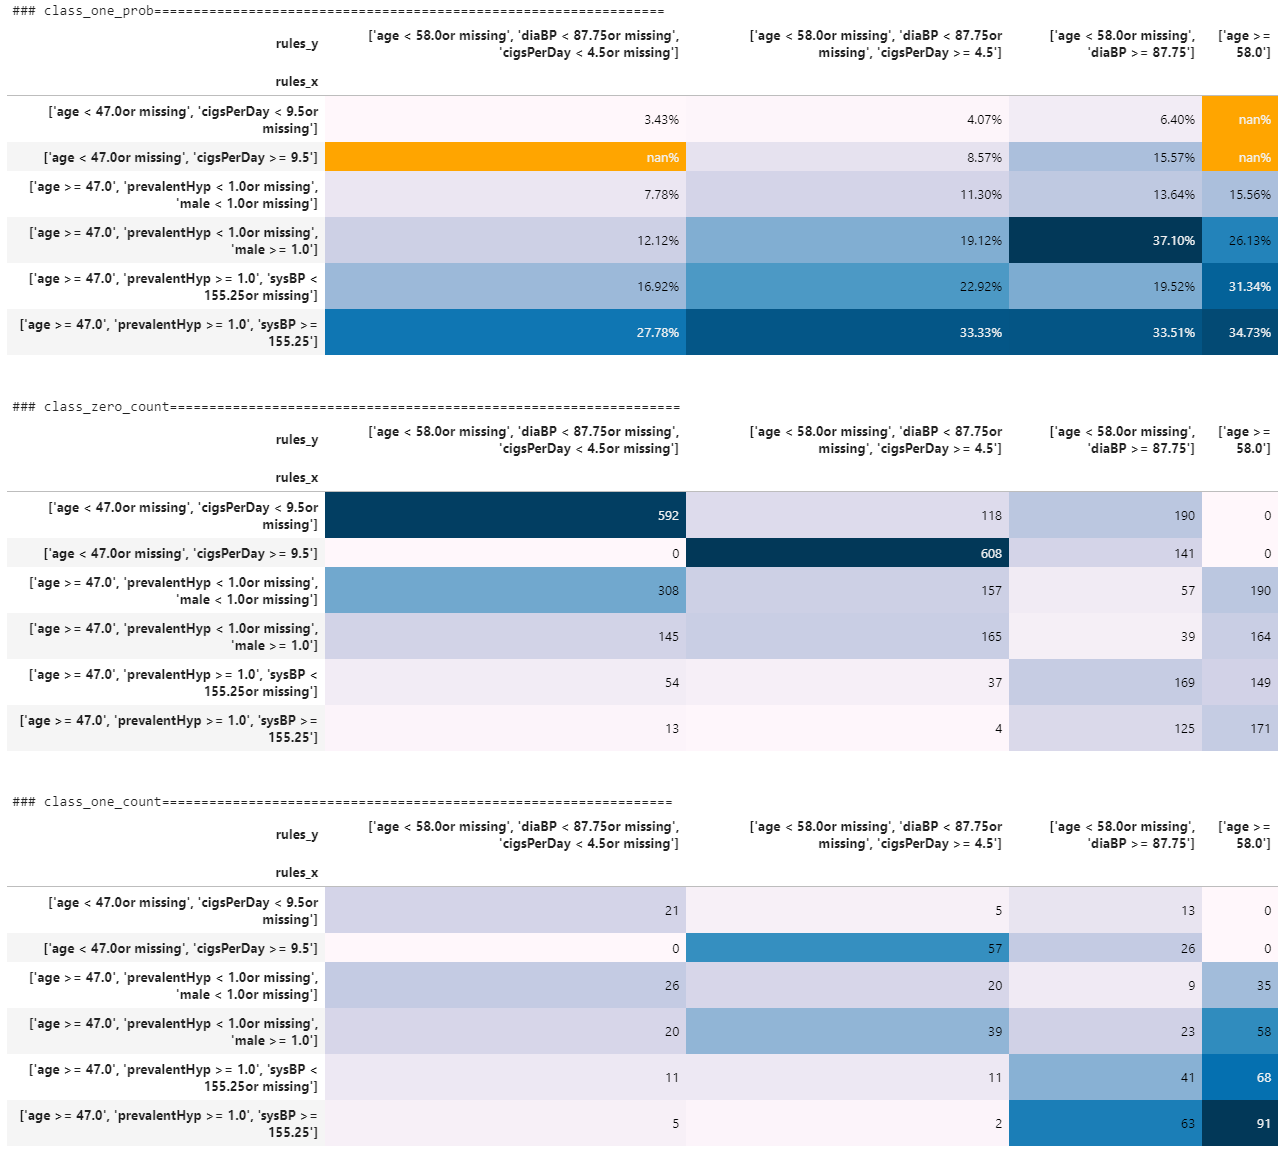 ### class_one_prob=================================================================
rules_y ['age < 58.0or missing', 'diaBP < 87.75or missing', 'cigsPerDay < 4.5or missing'] ['age < 58.0or missing', 'diaBP < 87.75or missing', 'cigsPerDay >= 4.5'] ['age < 58.0or missing', 'diaBP >= 87.75'] ['age >= 58.0']
rules_x
['age < 47.0or missing', 'cigsPerDay < 9.5or missing'] 3.43% 4.07% 6.40% nan%
['age < 47.0or missing', 'cigsPerDay >= 9.5'] nan% 8.57% 15.57% nan%
['age >= 47.0', 'prevalentHyp < 1.0or missing', 'male < 1.0or missing'] 7.78% 11.30% 13.64% 15.56%
['age >= 47.0', 'prevalentHyp < 1.0or missing', 'male >= 1.0'] 12.12% 19.12% 37.10% 26.13%
['age >= 47.0', 'prevalentHyp >= 1.0', 'sysBP < 155.25or missing'] 16.92% 22.92% 19.52% 31.34%
['age >= 47.0', 'prevalentHyp >= 1.0', 'sysBP >= 155.25'] 27.78% 33.33% 33.51% 34.73%
### class_zero_count=================================================================
rules_y ['age < 58.0or missing', 'diaBP < 87.75or missing', 'cigsPerDay < 4.5or missing'] ['age < 58.0or missing', 'diaBP < 87.75or missing', 'cigsPerDay >= 4.5'] ['age < 58.0or missing', 'diaBP >= 87.75'] ['age >= 58.0']
rules_x
['age < 47.0or missing', 'cigsPerDay < 9.5or missing'] 592 118 190 0
['age < 47.0or missing', 'cigsPerDay >= 9.5'] 0 608 141 0
['age >= 47.0', 'prevalentHyp < 1.0or missing', 'male < 1.0or missing'] 308 157 57 190
['age >= 47.0', 'prevalentHyp < 1.0or missing', 'male >= 1.0'] 145 165 39 164
['age >= 47.0', 'prevalentHyp >= 1.0', 'sysBP < 155.25or missing'] 54 37 169 149
['age >= 47.0', 'prevalentHyp >= 1.0', 'sysBP >= 155.25'] 13 4 125 171
### class_one_count=================================================================
rules_y ['age < 58.0or missing', 'diaBP < 87.75or missing', 'cigsPerDay < 4.5or missing'] ['age < 58.0or missing', 'diaBP < 87.75or missing', 'cigsPerDay >= 4.5'] ['age < 58.0or missing', 'diaBP >= 87.75'] ['age >= 58.0']
rules_x
['age < 47.0or missing', 'cigsPerDay < 9.5or missing'] 21 5 13 0
['age < 47.0or missing', 'cigsPerDay >= 9.5'] 0 57 26 0
['age >= 47.0', 'prevalentHyp < 1.0or missing', 'male < 1.0or missing'] 26 20 9 35
['age >= 47.0', 'prevalentHyp < 1.0or missing', 'male >= 1.0'] 20 39 23 58
['age >= 47.0', 'prevalentHyp >= 1.0', 'sysBP < 155.25or missing'] 11 11 41 68
['age >= 47.0', 'prevalentHyp >= 1.0', 'sysBP >= 155.25'] 5 2 63 91